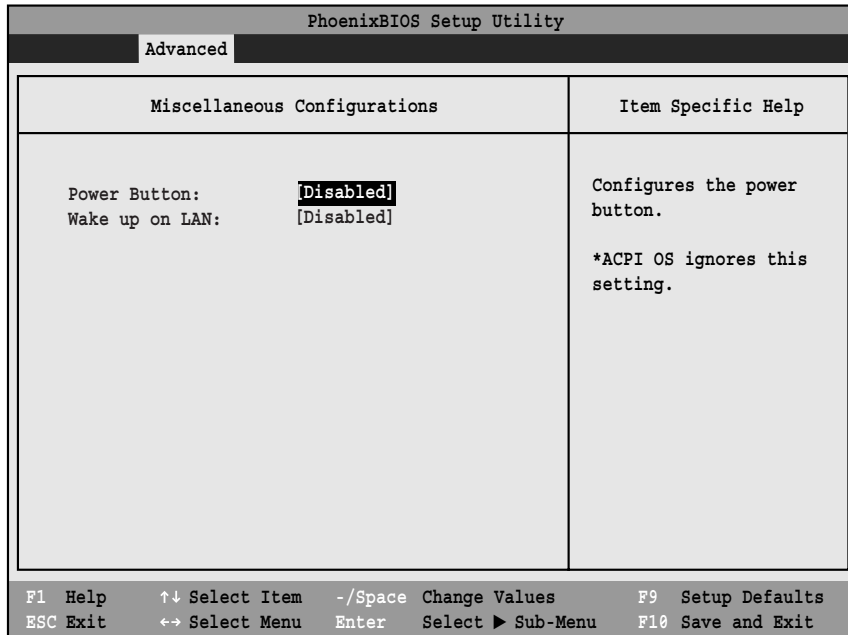 PhoenixBIOS Setup Utility
Advanced
Miscellaneous Configurations
Item Specific Help
Power Button: [Disabled]
Wake up on LAN: [Disabled]
Configures the power
button.
*ACPI OS ignores this
setting.
F1 Help ↑↓ Select Item -/Space Change Values F9 Setup Defaults
ESC Exit ←→ Select Menu Enter Select ▶ Sub-Menu F10 Save and Exit